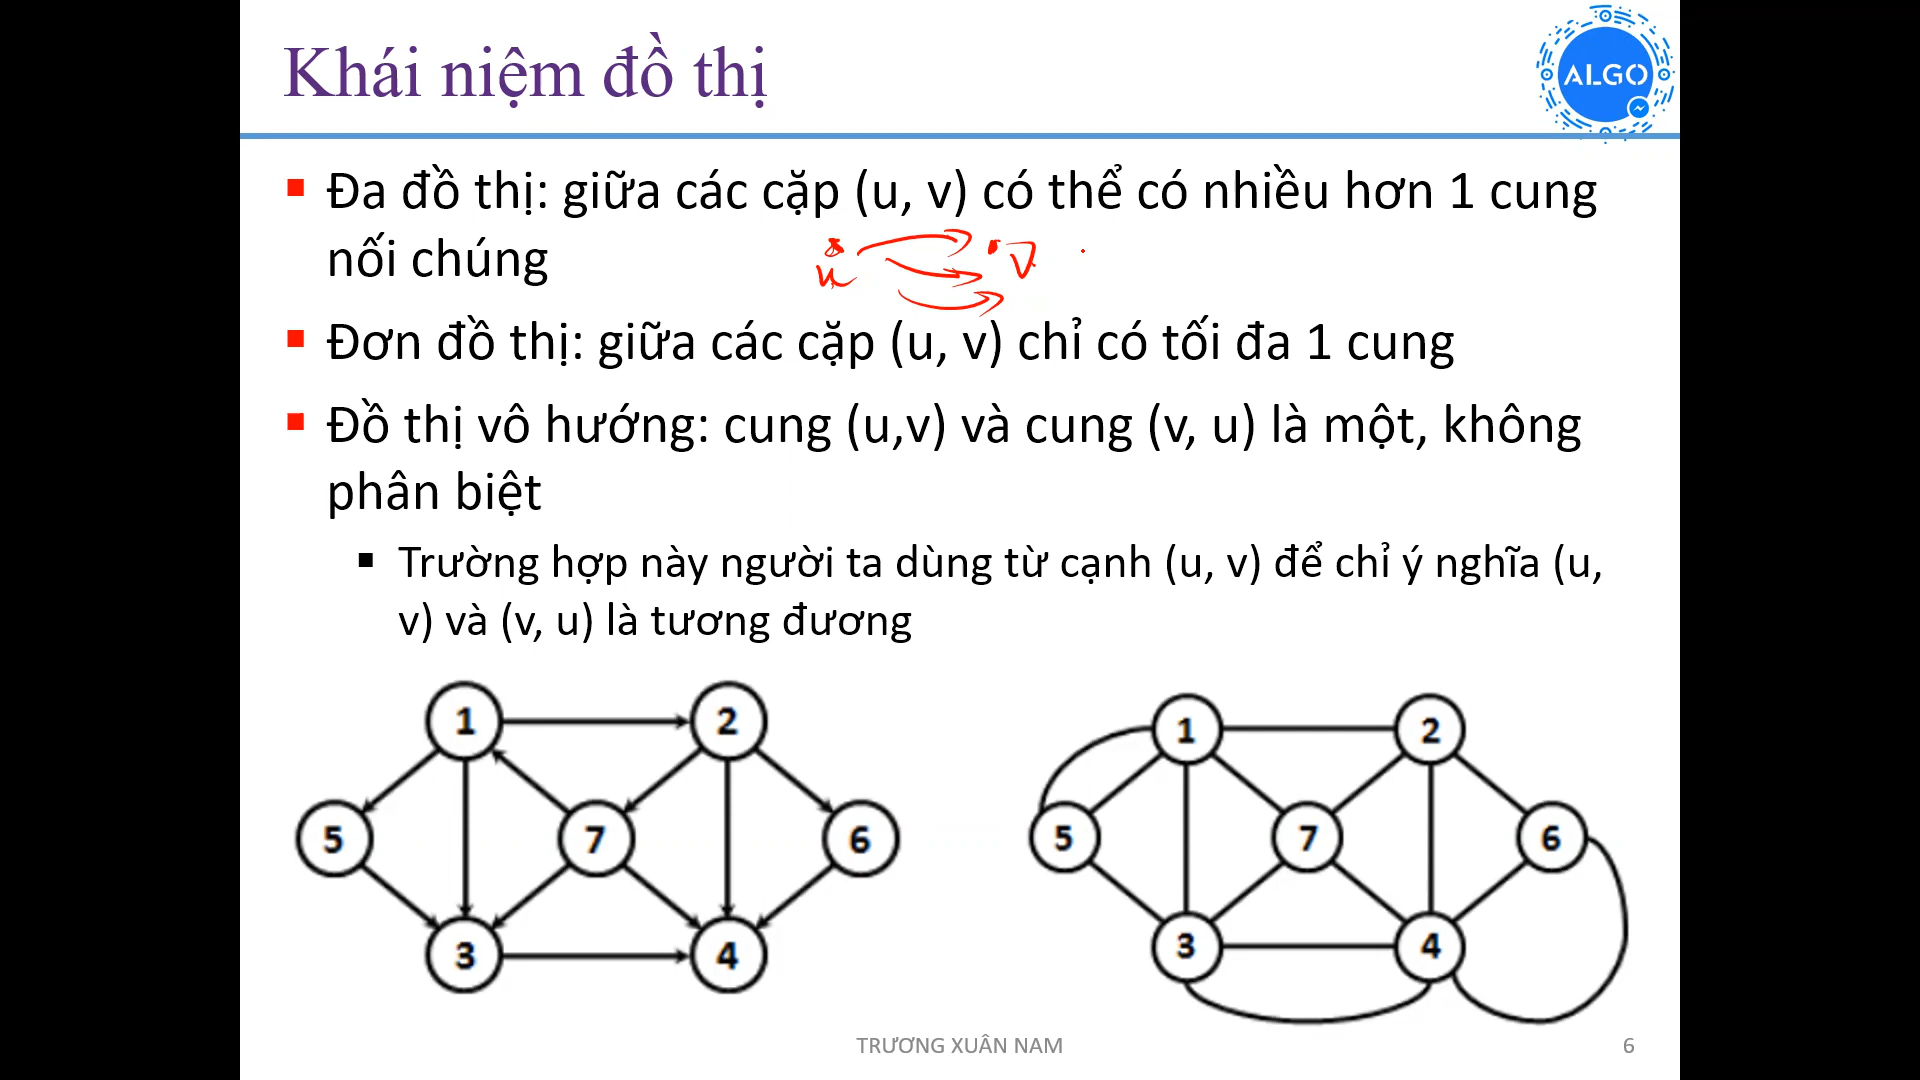 Khái niệm đồ thị
ALGO
Đa đồ thị: giữa các cặp (u, v) có thể có nhiều hơn 1 cung
nối chúng
u v
Đơn đồ thị: giữa các cặp (u, v) chỉ có tối đa 1 cung
Đồ thị vô hướng: cung (u,v) và cung (v, u) là một, không
phân biệt
Trường hợp này người ta dùng từ cạnh (u, v) để chỉ ý nghĩa (u,
v) và (v, u) là tương đương
1 2
5 7 6
3 4
1 2
5 7 6
3 4
TRƯƠNG XUÂN NAM
6